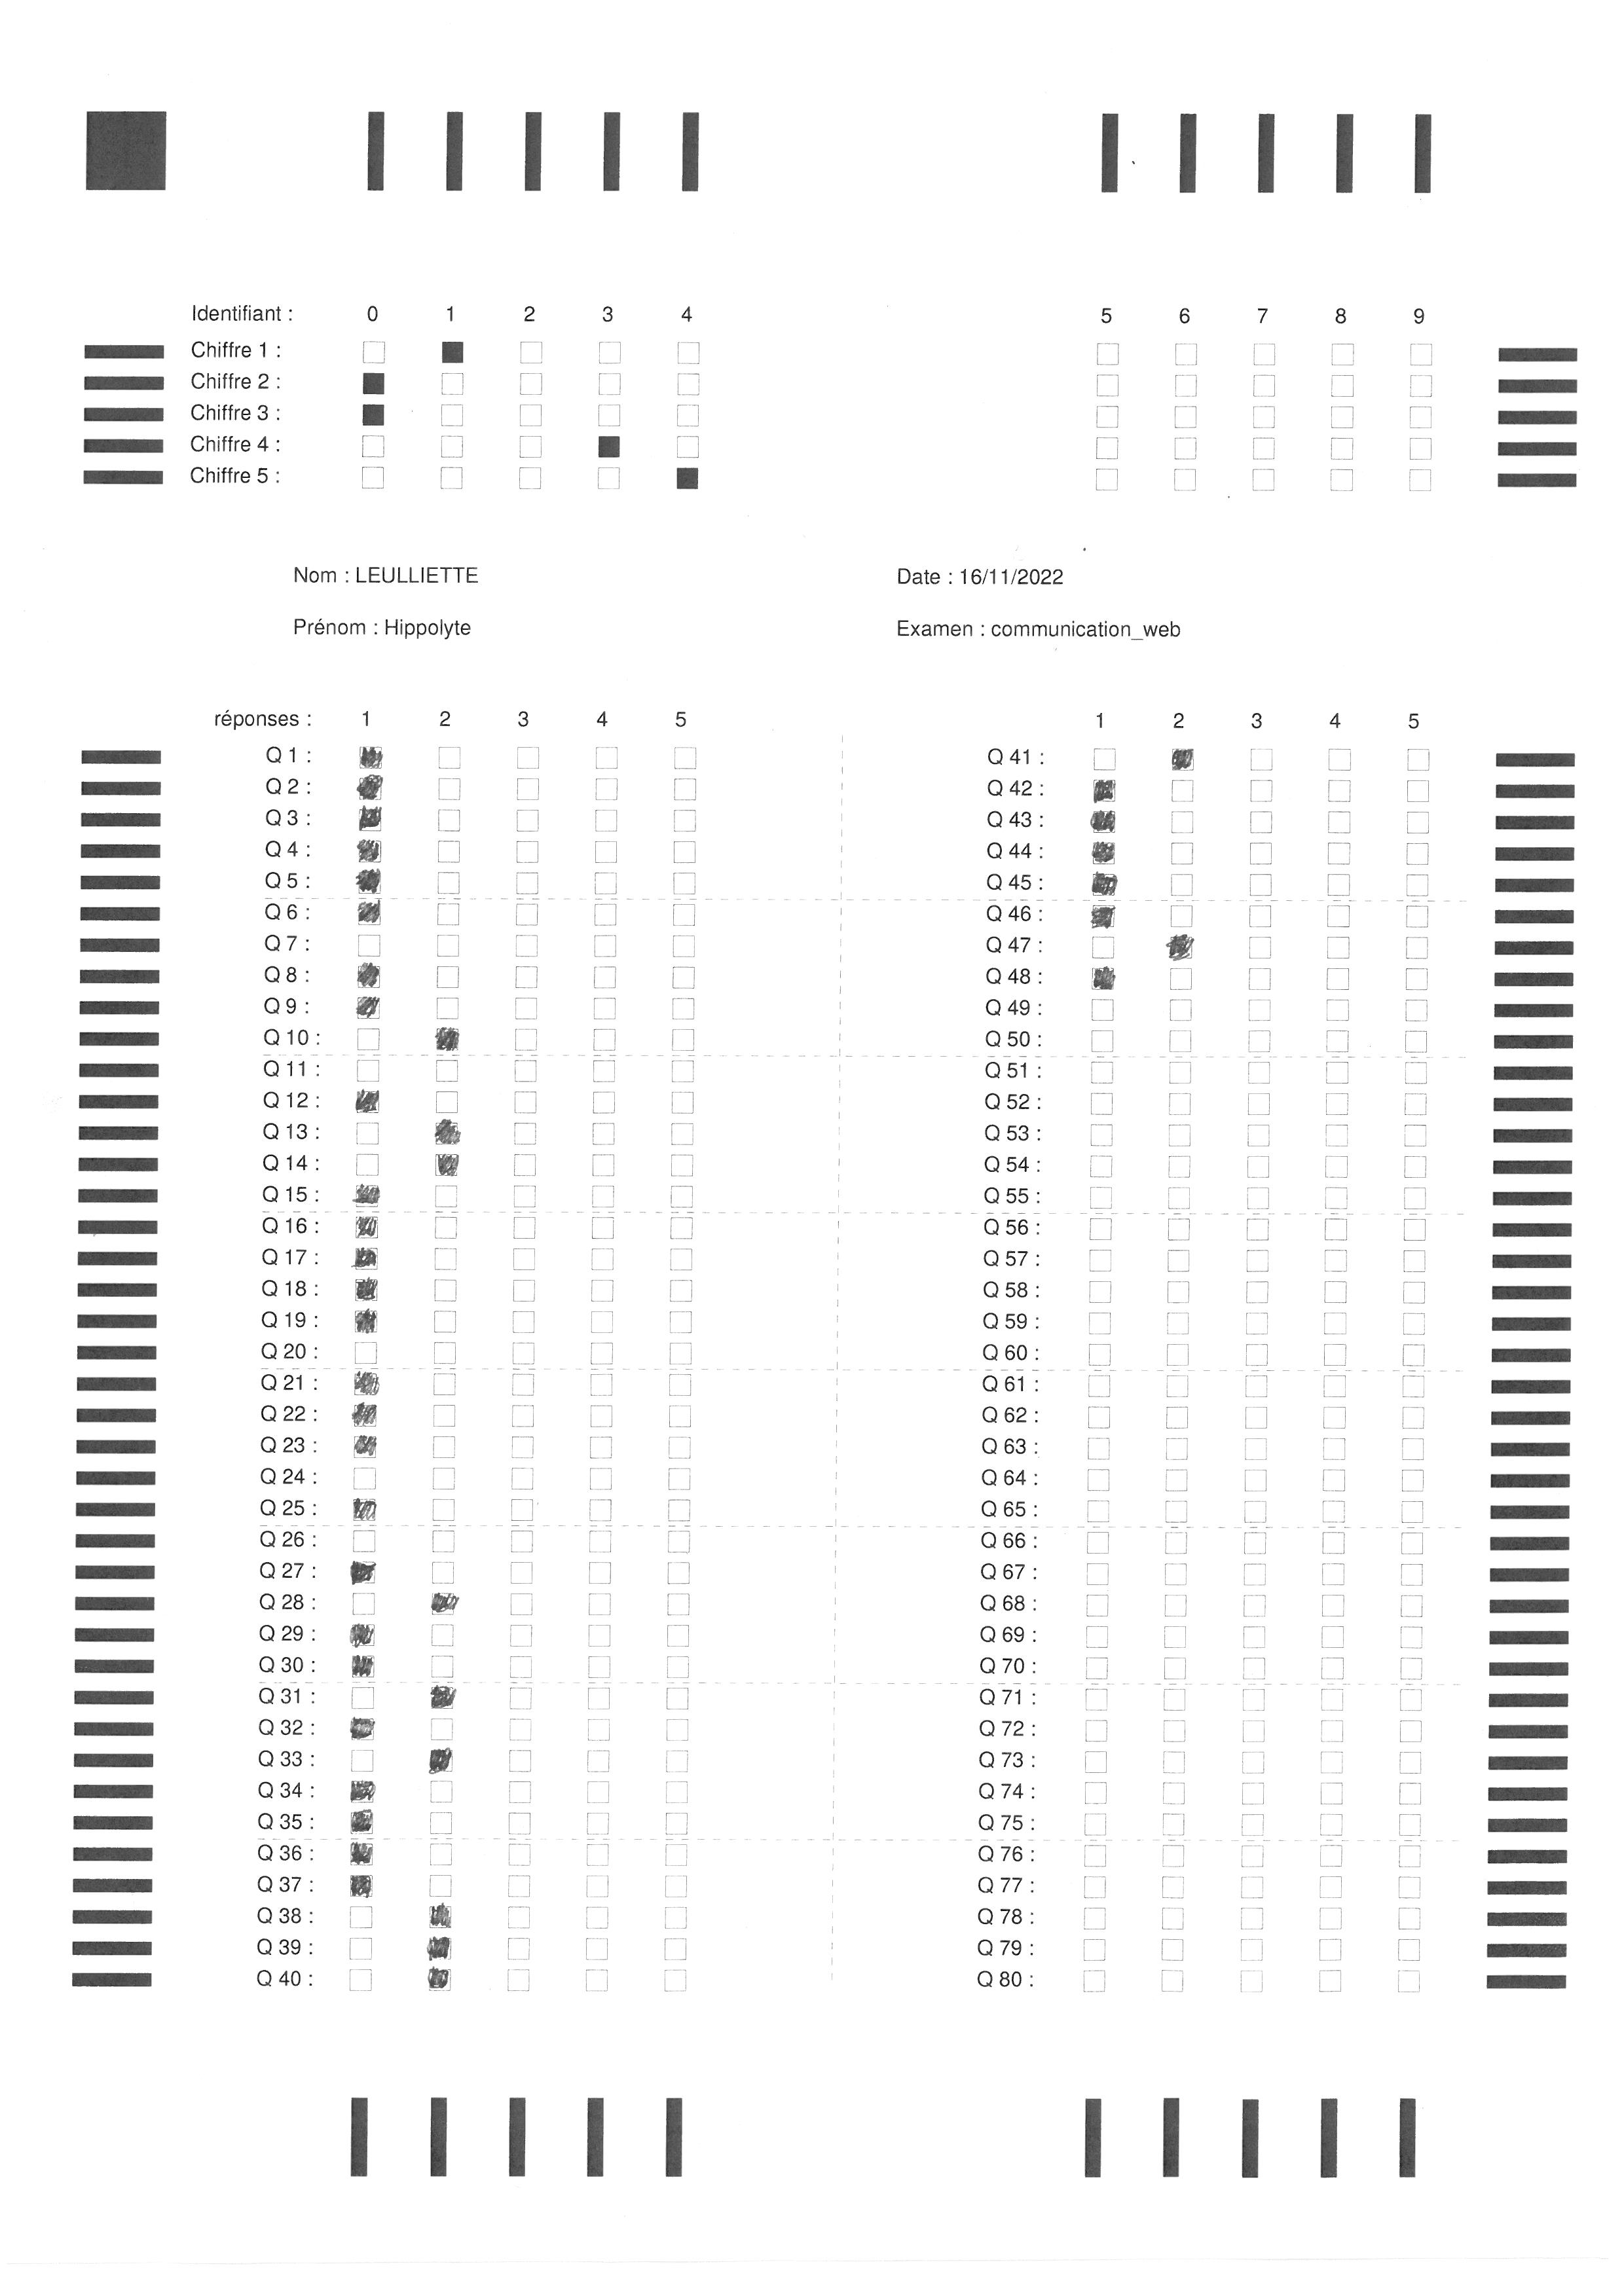 Identifiant : 0 1 2 3 4 5 6 7 8 9
Chiffre 1 :
Chiffre 2 :
Chiffre 3 :
Chiffre 4 :
Chiffre 5 :
Nom : LEULLIETTE Date : 16/11/2022
Prénom : Hippolyte Examen : communication_web
réponses : 1 2 3 4 5 1 2 3 4 5
Q 1 : Q 41 :
Q 2 : Q 42 :
Q 3 : Q 43 :
Q 4 : Q 44 :
Q 5 : Q 45 :
Q 6 : Q 46 :
Q 7 : Q 47 :
Q 8 : Q 48 :
Q 9 : Q 49 :
Q 10 : Q 50 :
Q 11 : Q 51 :
Q 12 : Q 52 :
Q 13 : Q 53 :
Q 14 : Q 54 :
Q 15 : Q 55 :
Q 16 : Q 56 :
Q 17 : Q 57 :
Q 18 : Q 58 :
Q 19 : Q 59 :
Q 20 : Q 60 :
Q 21 : Q 61 :
Q 22 : Q 62 :
Q 23 : Q 63 :
Q 24 : Q 64 :
Q 25 : Q 65 :
Q 26 : Q 66 :
Q 27 : Q 67 :
Q 28 : Q 68 :
Q 29 : Q 69 :
Q 30 : Q 70 :
Q 31 : Q 71 :
Q 32 : Q 72 :
Q 33 : Q 73 :
Q 34 : Q 74 :
Q 35 : Q 75 :
Q 36 : Q 76 :
Q 37 : Q 77 :
Q 38 : Q 78 :
Q 39 : Q 79 :
Q 40 : Q 80 :